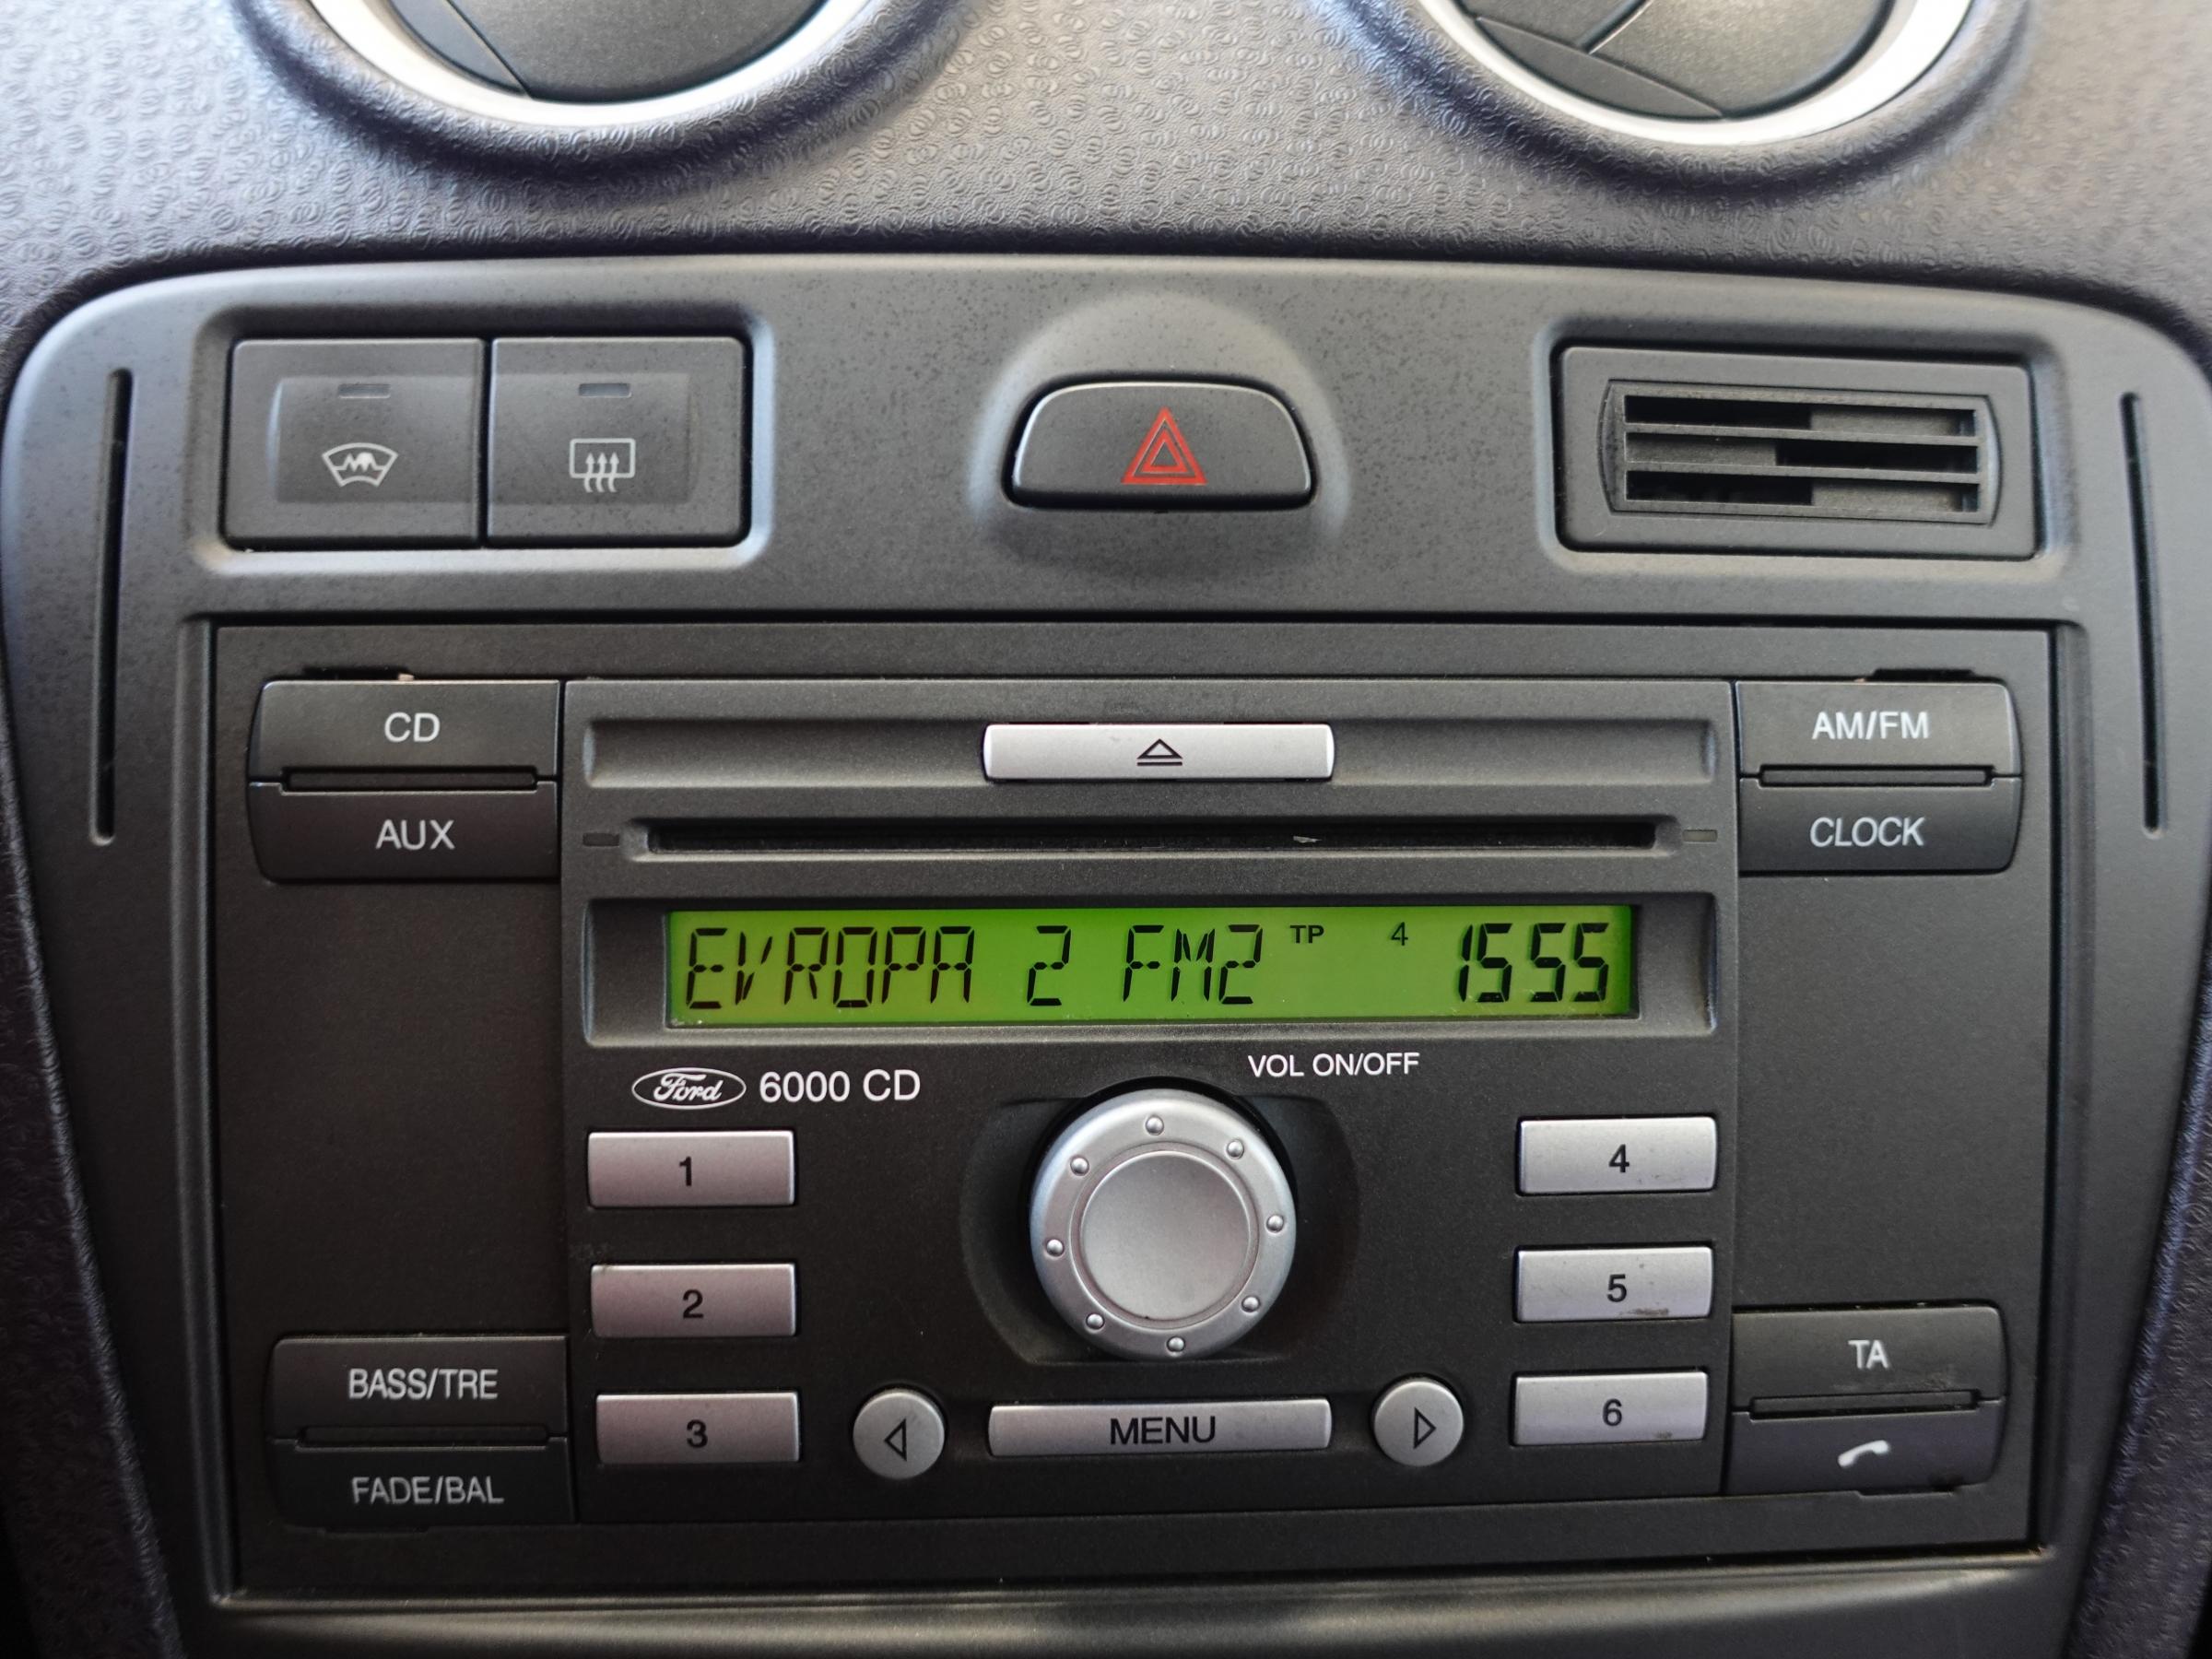 CD
AM/FM
AUX
CLOCK
EVROPA 2 FM2 TP 4 1555
Ford 6000 CD
VOL ON/OFF
1
4
2
5
BASS/TRE
TA
3
MENU
6
FADE/BAL